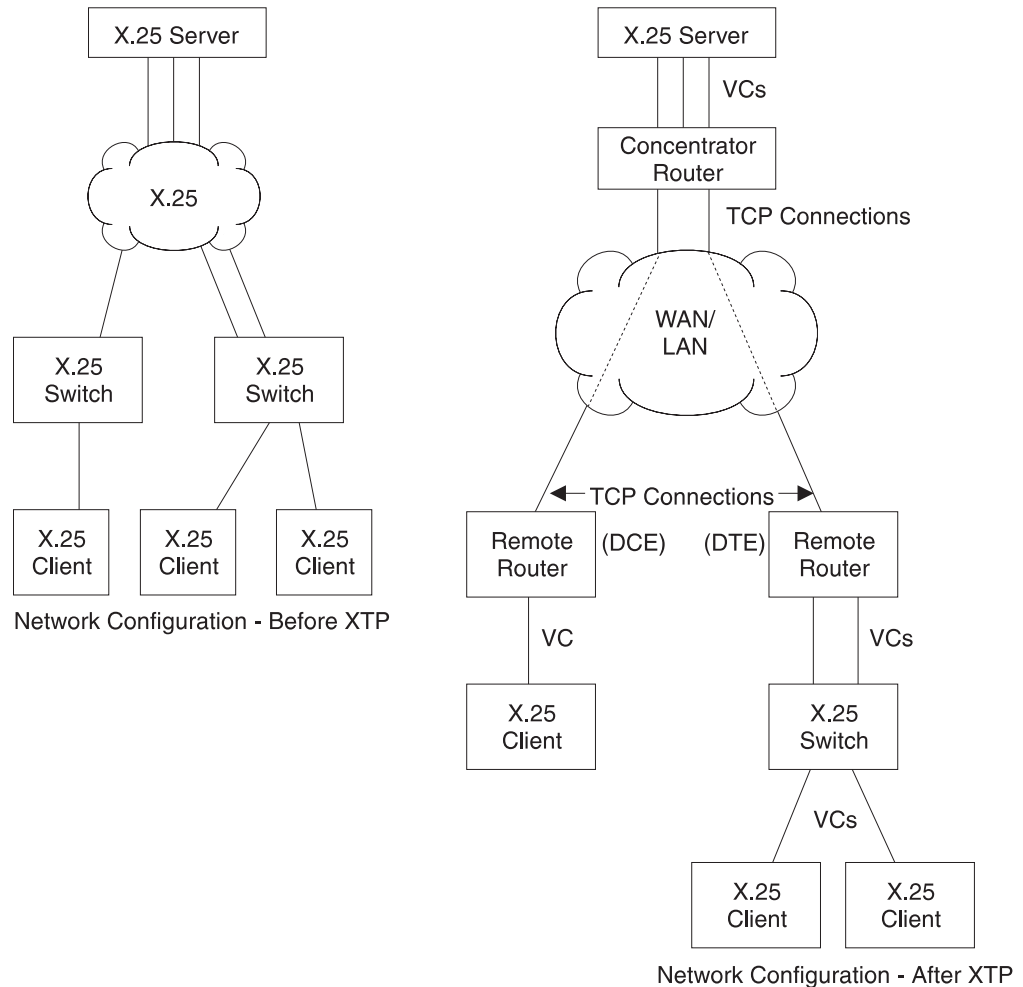 X.25 Server
X.25
X.25
Switch
X.25
Switch
X.25
Client
X.25
Client
X.25
Client
Network Configuration - Before XTP
X.25 Server
VCs
Concentrator
Router
TCP Connections
WAN/
LAN
TCP Connections
Remote
Router
(DCE)
(DTE)
Remote
Router
VC
VCs
X.25
Client
X.25
Switch
VCs
X.25
Client
X.25
Client
Network Configuration - After XTP